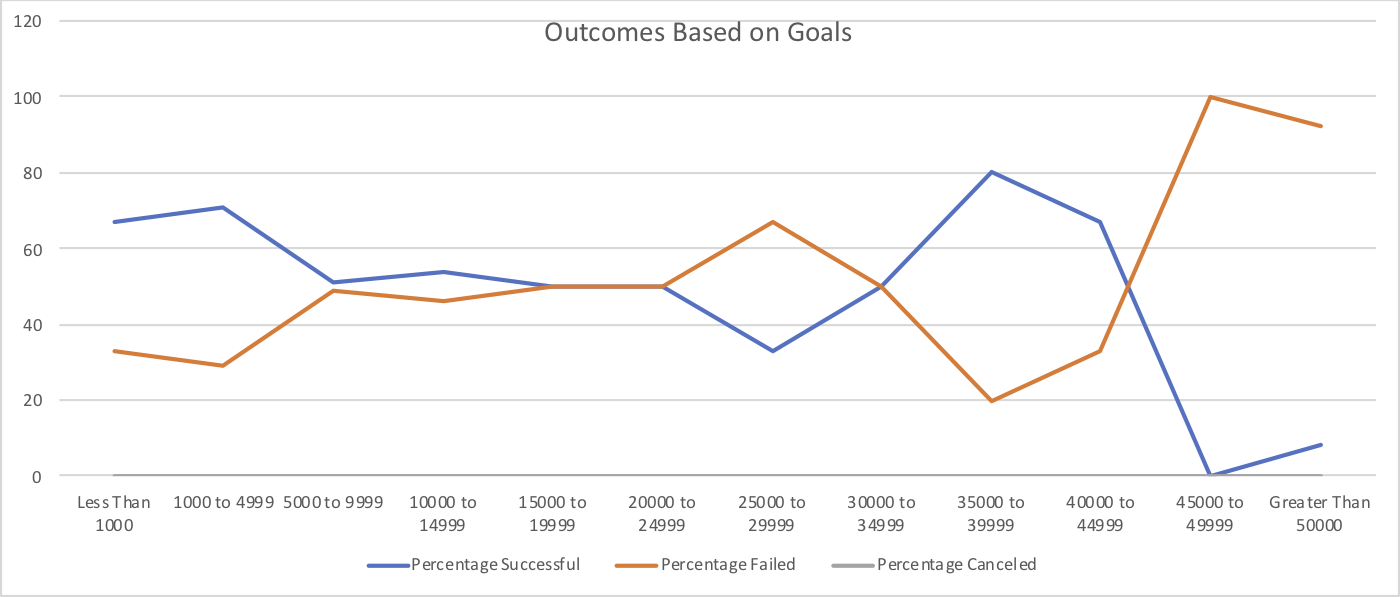 Outcomes Based on Goals
120
100
80
60
40
20
0
Less Than 1000
1000 to 4999
5000 to 9999
10000 to 14999
15000 to 19999
20000 to 24999
25000 to 29999
30000 to 34999
35000 to 39999
40000 to 44999
45000 to 49999
Greater Than 50000
Percentage Successful
Percentage Failed
Percentage Canceled